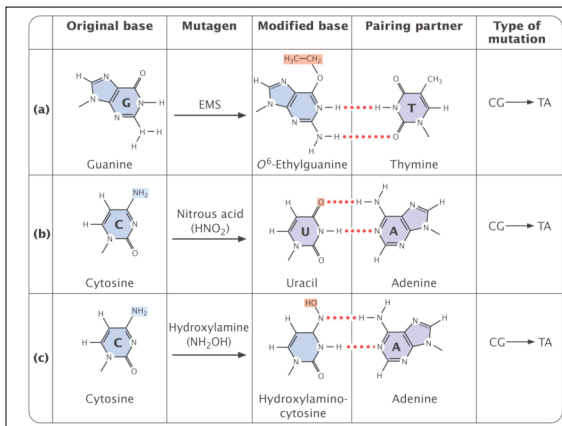 Original base Mutagen Modified base Pairing partner Type of mutation
(a)
G
O
N
N
N
N
H
N
H
H
H
Guanine
EMS
H₃C—CH₂
O
H
N
N
N
N
N—H
H
N
H
O⁶-Ethylguanine
O
CH₃
H—N
T
H
N
O
Thymine
CG → TA
(b)
NH₂
H
C
N
H
N
O
Cytosine
Nitrous acid
(HNO₂)
H
O
U
N—H
H
N
O
Uracil
H
H—N
N
H
N
A
N
N
H
Adenine
CG → TA
(c)
NH₂
H
C
N
H
N
O
Cytosine
Hydroxylamine
(NH₂OH)
HO
H
N
N—H
H
N
O
Hydroxylamino-
cytosine
H
H—N
N
H
N
A
N
N
H
Adenine
CG → TA